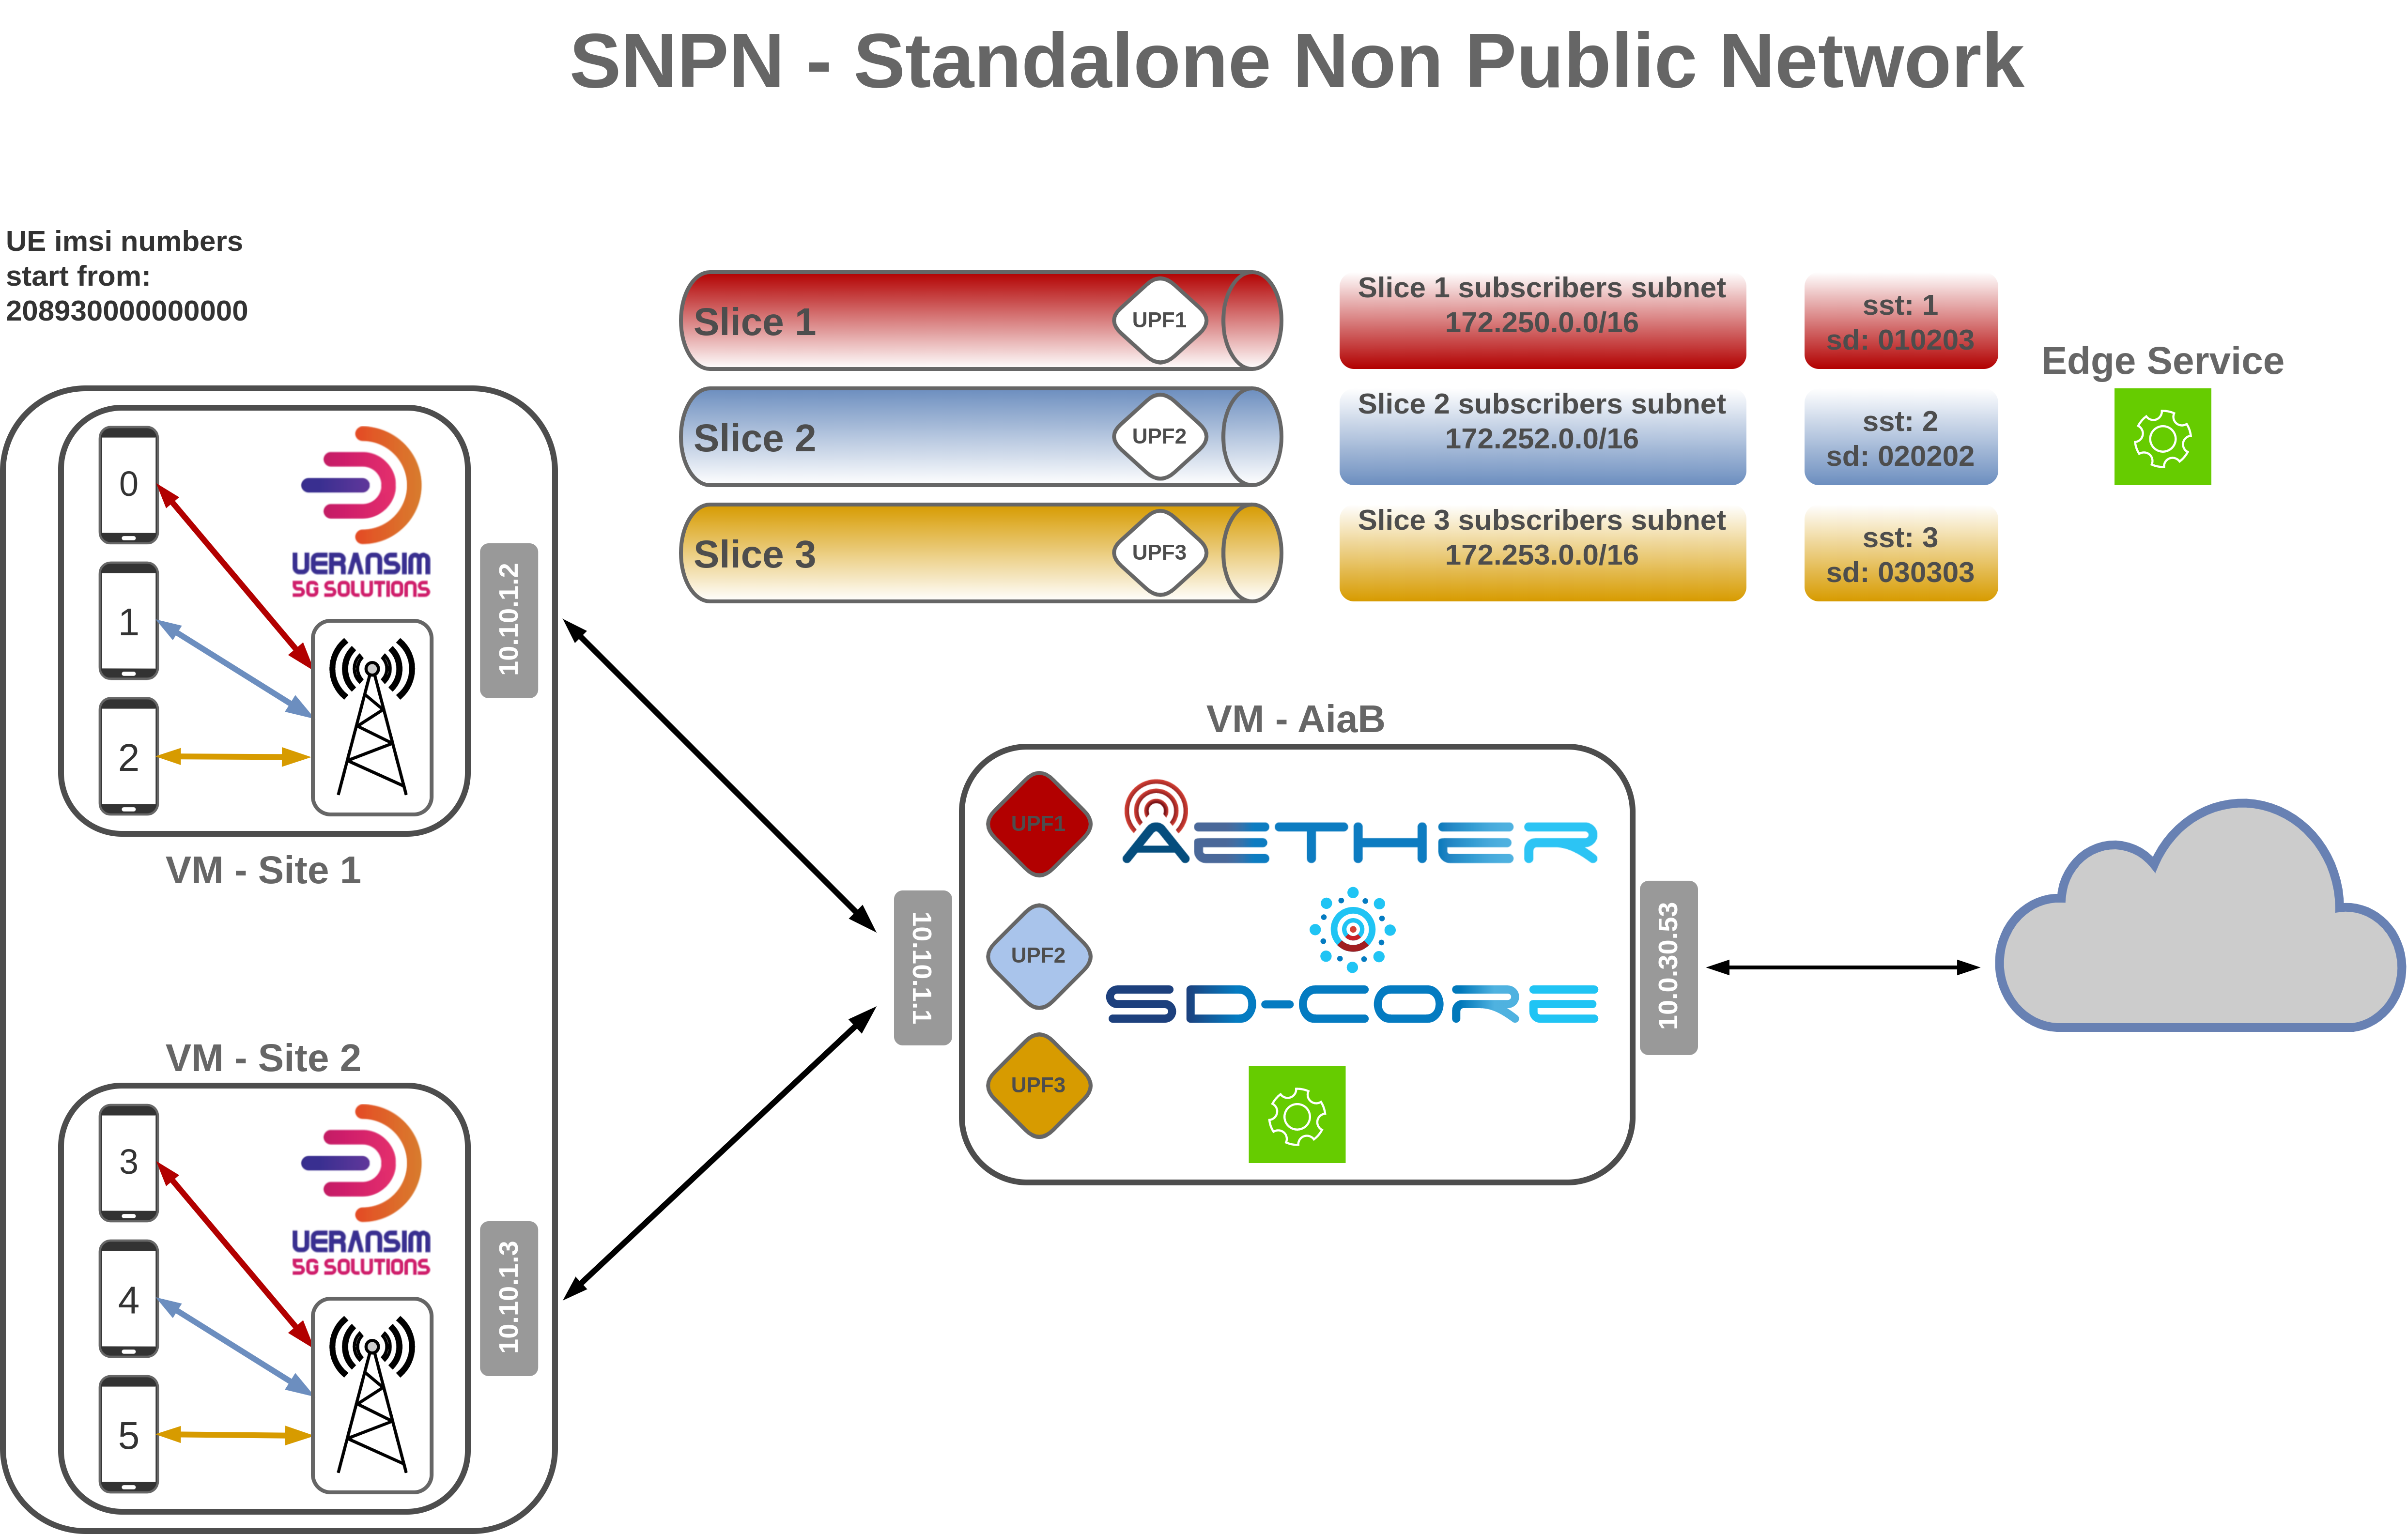 SNPN - Standalone Non Public Network
UE imsi numbers
start from:
208930000000000
Slice 1
UPF1
Slice 1 subscribers subnet
172.250.0.0/16
sst: 1
sd: 010203
Slice 2
UPF2
Slice 2 subscribers subnet
172.252.0.0/16
sst: 2
sd: 020202
Slice 3
UPF3
Slice 3 subscribers subnet
172.253.0.0/16
sst: 3
sd: 030303
Edge Service
0
1
2
UERANSIM
5G SOLUTIONS
10.10.1.2
VM - Site 1
VM - Site 2
3
4
5
UERANSIM
5G SOLUTIONS
10.10.1.3
VM - AiaB
10.10.1.1
UPF1
UPF2
UPF3
AETHER
SD-CORE
10.0.30.53